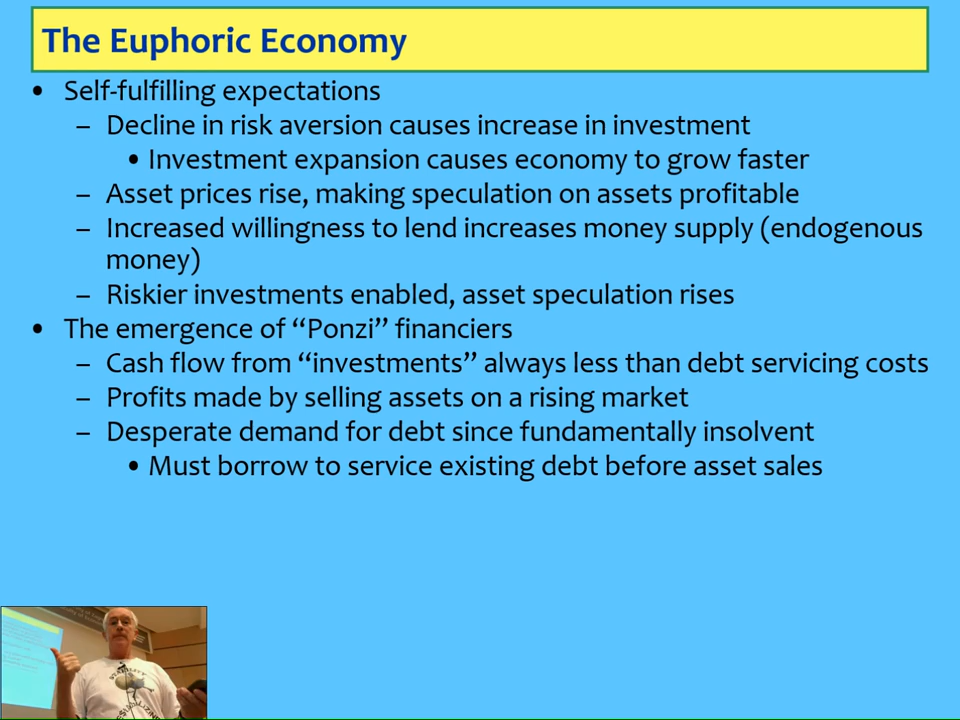 The Euphoric Economy
• Self-fulfilling expectations
– Decline in risk aversion causes increase in investment
• Investment expansion causes economy to grow faster
– Asset prices rise, making speculation on assets profitable
– Increased willingness to lend increases money supply (endogenous
money)
– Riskier investments enabled, asset speculation rises
• The emergence of “Ponzi” financiers
– Cash flow from “investments” always less than debt servicing costs
– Profits made by selling assets on a rising market
– Desperate demand for debt since fundamentally insolvent
• Must borrow to service existing debt before asset sales
STABILITY